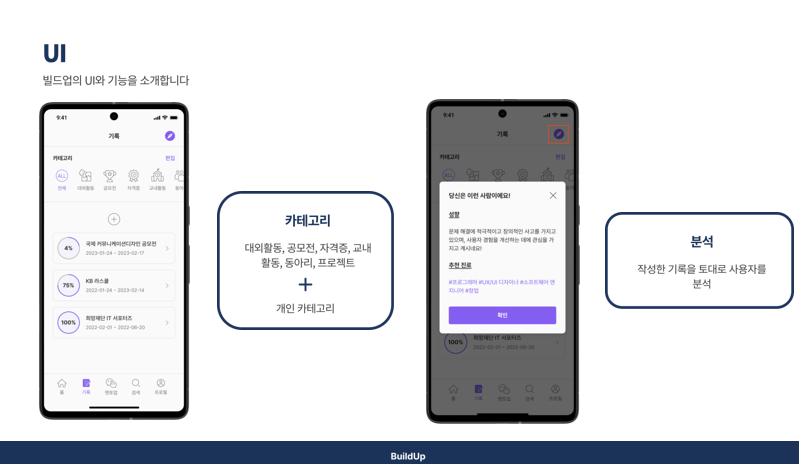 UI
빌드업의 UI와 기능을 소개합니다
9:41
기록
카테고리
편집
ALL
전체
대외활동
공모전
자격증
교내활동
동아
4%
국제 커뮤니케이션디자인 공모전
2023-01-24 ~ 2023-02-17
75%
KB 라스쿨
2022-01-24 ~ 2023-02-14
100%
희망재단 IT 서포터즈
2022-02-01 ~ 2022-06-20
홈
기록
멘토업
검색
프로필
카테고리
대외활동, 공모전, 자격증, 교내
활동, 동아리, 프로젝트
+
개인 카테고리
9:41
기록
카테고리
편집
ALL
당신은 이런 사람이에요!
성향
문제 해결에 적극적이고 창의적인 사고를 가지고
있으며, 사용자 경험을 개선하는 데에 관심을 가
지고 계시네요!
추천 진로
#프로그래머 #UX/UI 디자이너 #소프트웨어 엔
지니어 #창업
확인
100%
희망재단 IT 서포터즈
2022-02-01 ~ 2022-06-20
홈
기록
멘토업
검색
프로필
분석
작성한 기록을 토대로 사용자를
분석
BuildUp